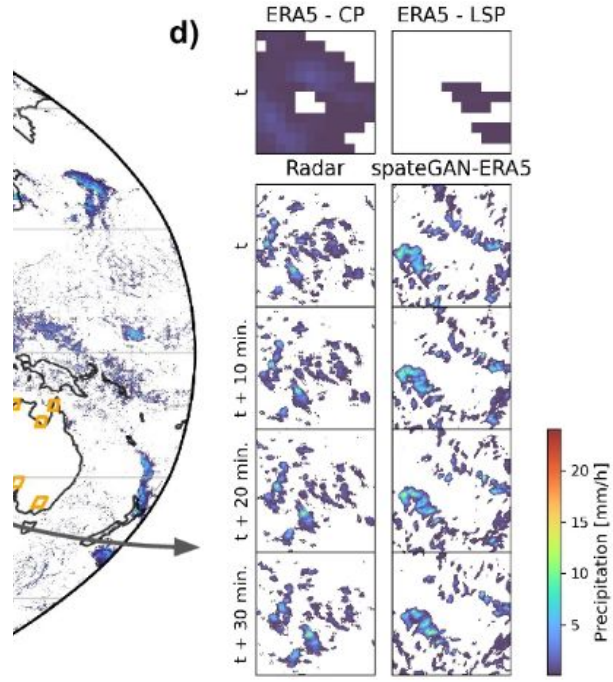 d)
ERA5 - CP
ERA5 - LSP
t
Radar
spateGAN-ERA5
t
t + 10 min.
t + 20 min.
t + 30 min.
20
15
10
5
Precipitation [mm/h]